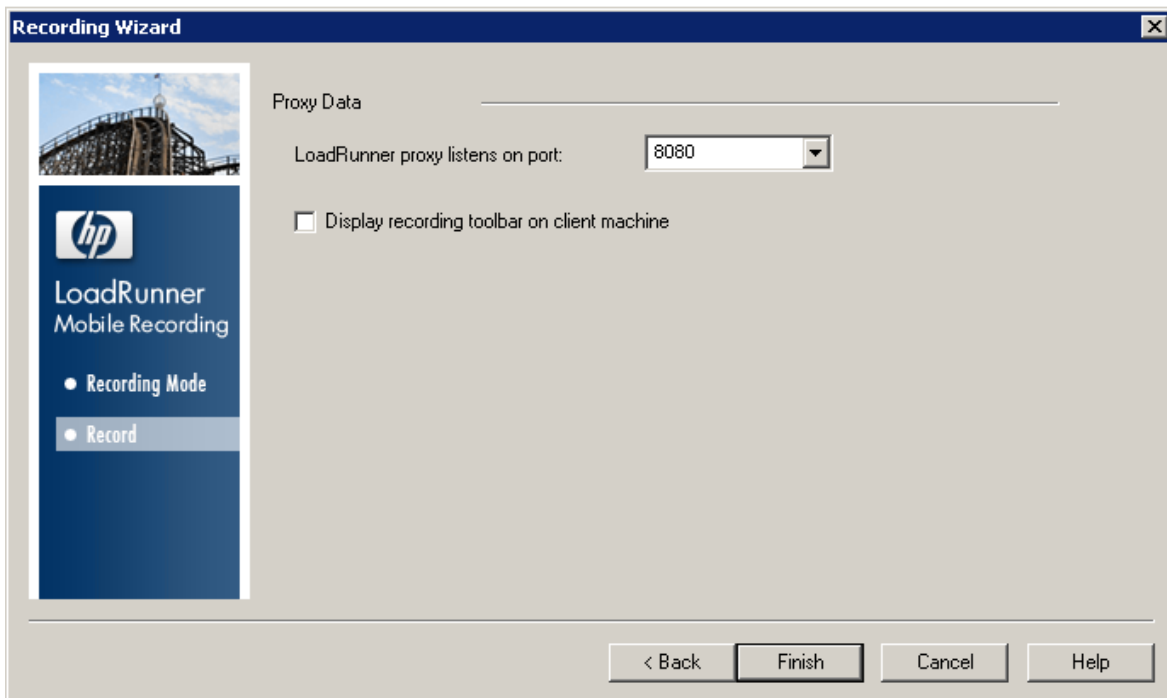 Recording Wizard
Proxy Data
LoadRunner proxy listens on port:
8080
Display recording toolbar on client machine
hp
LoadRunner
Mobile Recording
Recording Mode
Record
< Back
Finish
Cancel
Help